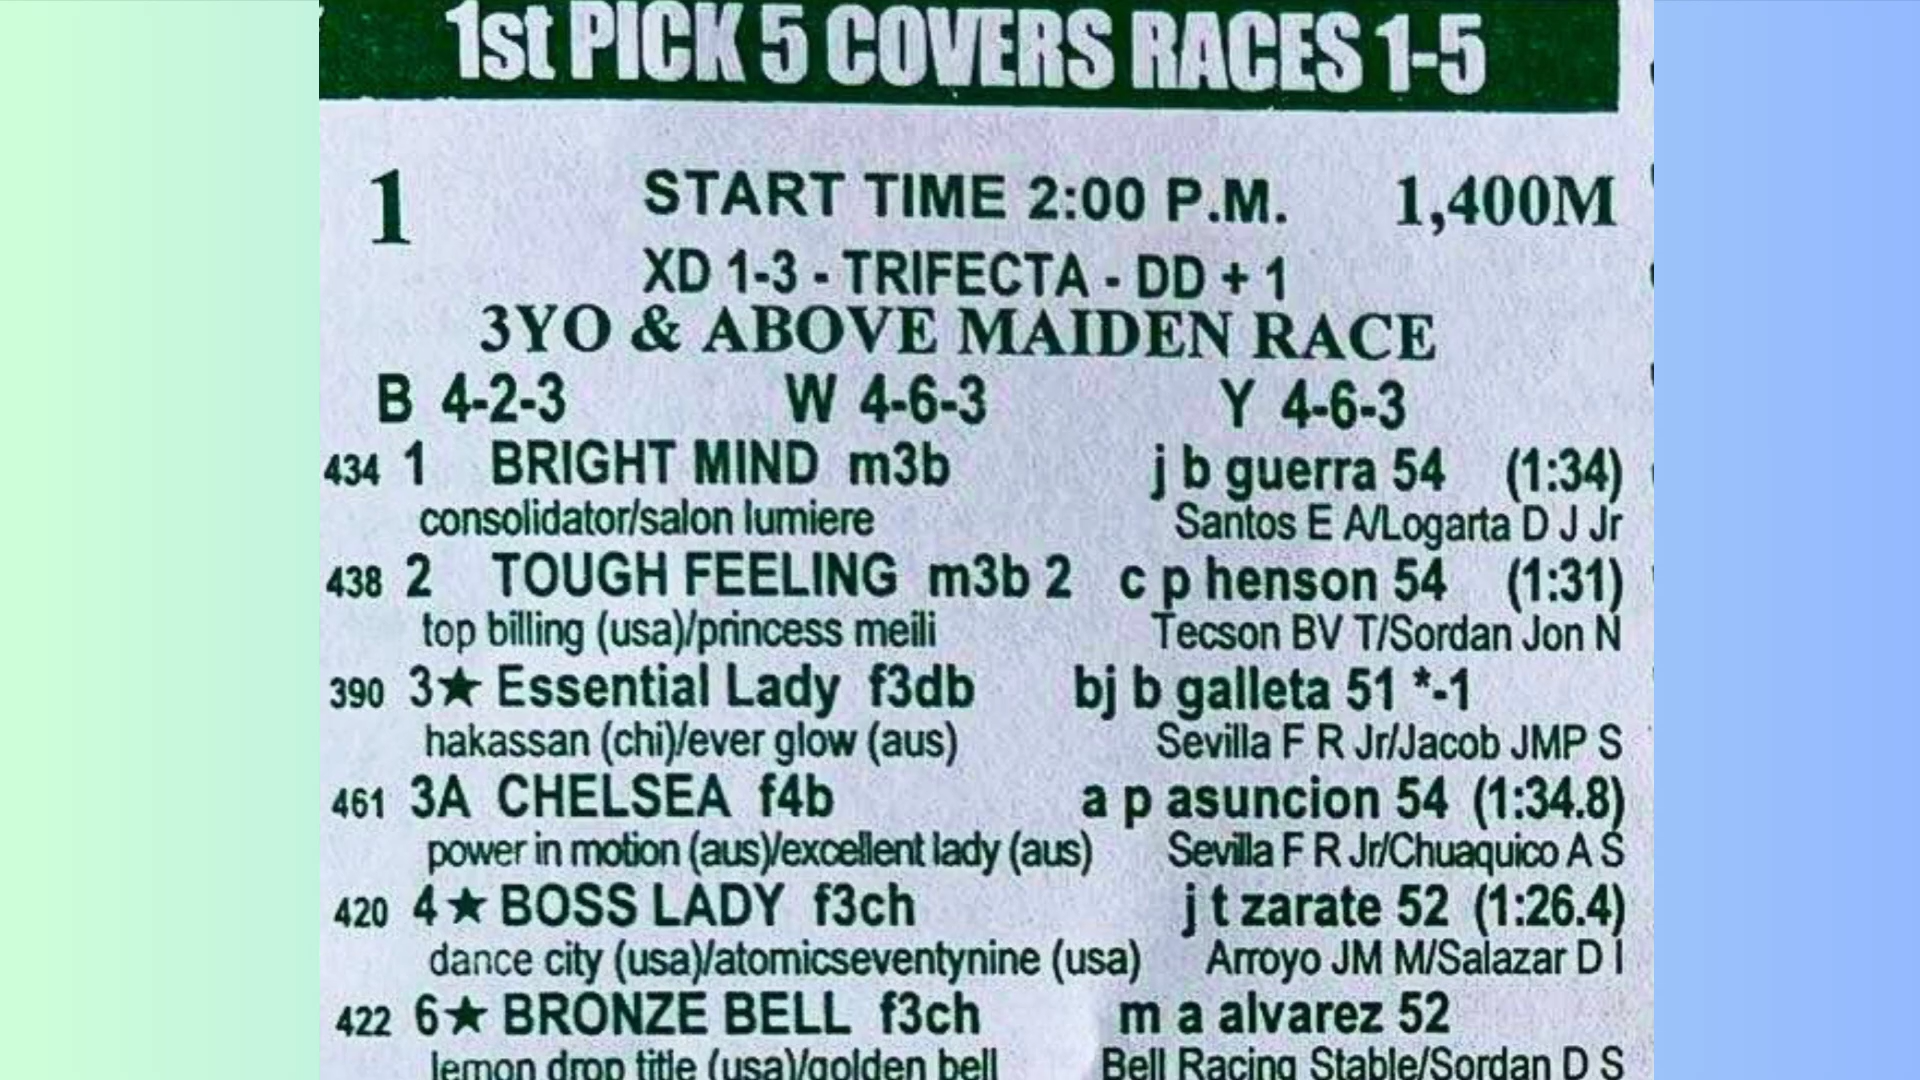 1st PICK 5 COVERS RACES 1-5
1 START TIME 2:00 P.M. 1,400M
XD 1-3 - TRIFECTA - DD + 1
3YO & ABOVE MAIDEN RACE
B 4-2-3 W 4-6-3 Y 4-6-3
434 1 BRIGHT MIND m3b j b guerra 54 (1:34)
consolidator/salon lumiere Santos E A/Logarta D J Jr
438 2 TOUGH FEELING m3b 2 c p henson 54 (1:31)
top billing (usa)/princess meili Tecson BV T/Sordan Jon N
390 3★ Essential Lady f3db bj b galleta 51 *-1
hakassan (chi)/ever glow (aus) Sevilla F R Jr/Jacob JMP S
461 3A CHELSEA f4b a p asuncion 54 (1:34.8)
power in motion (aus)/excellent lady (aus) Sevilla F R Jr/Chuaquico A S
420 4★ BOSS LADY f3ch j t zarate 52 (1:26.4)
dance city (usa)/atomicseventynine (usa) Arroyo JM M/Salazar D I
422 6★ BRONZE BELL f3ch m a alvarez 52
lemon drop title (usa)/golden bell Bell Racing Stable/Sordan D S